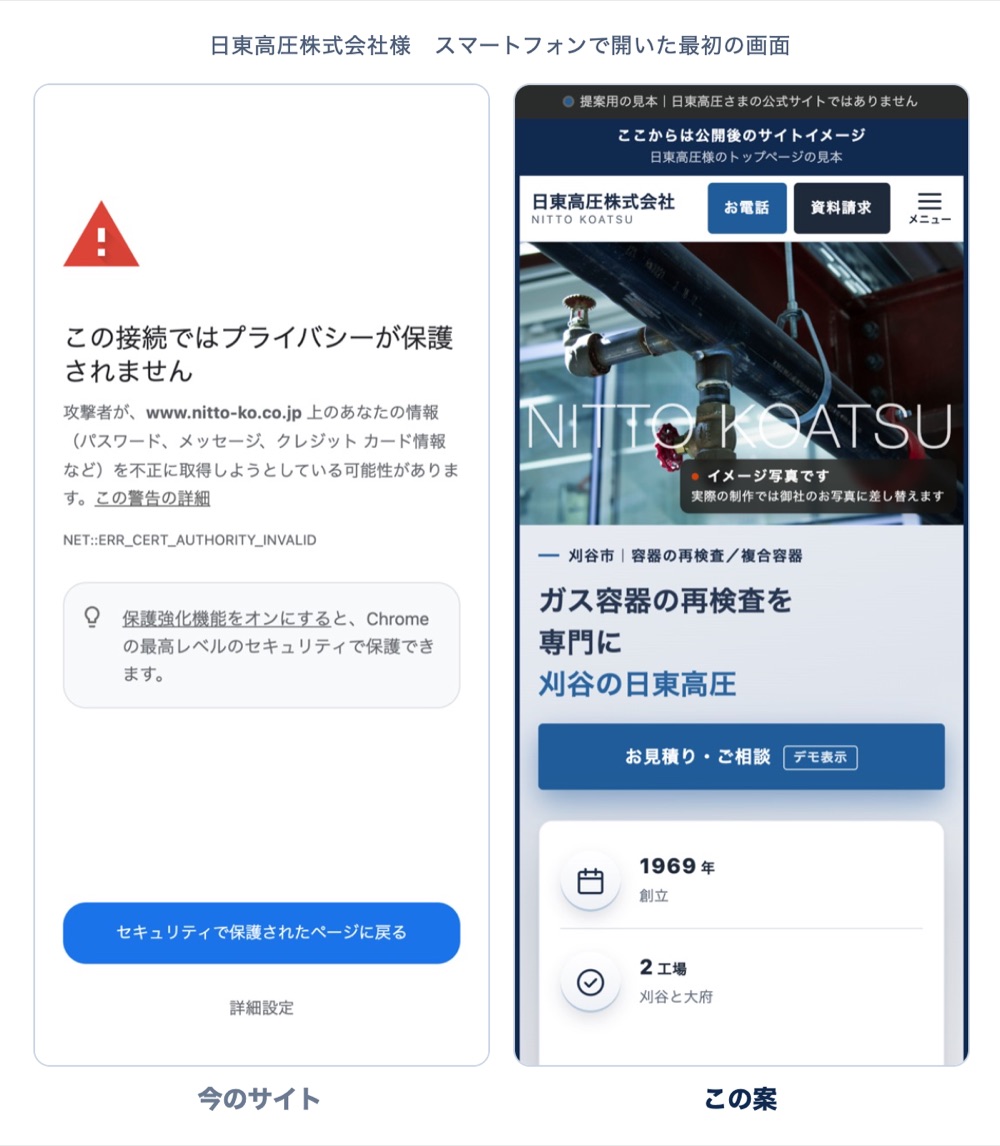 日東高圧株式会社様　スマートフォンで開いた最初の画面
この接続ではプライバシーが保護
されません
攻撃者が、www.nitto-ko.co.jp 上のあなたの情報
（パスワード、メッセージ、クレジット カード情報
など）を不正に取得しようとしている可能性がありま
す。この警告の詳細
NET::ERR_CERT_AUTHORITY_INVALID
保護強化機能をオンにすると、Chrome
の最高レベルのセキュリティで保護でき
ます。
セキュリティで保護されたページに戻る
詳細設定
今のサイト
提案用の見本｜日東高圧さまの公式サイトではありません
ここからは公開後のサイトイメージ
日東高圧様のトップページの見本
日東高圧株式会社
NITTO KOATSU
お電話
資料請求
メニュー
NITTO KOATSU
イメージ写真です
実際の制作では御社のお写真に差し替えます
刈谷市｜容器の再検査／複合容器
ガス容器の再検査を
専門に
刈谷の日東高圧
お見積り・ご相談 デモ表示
1969 年
創立
2 工場
刈谷と大府
この案